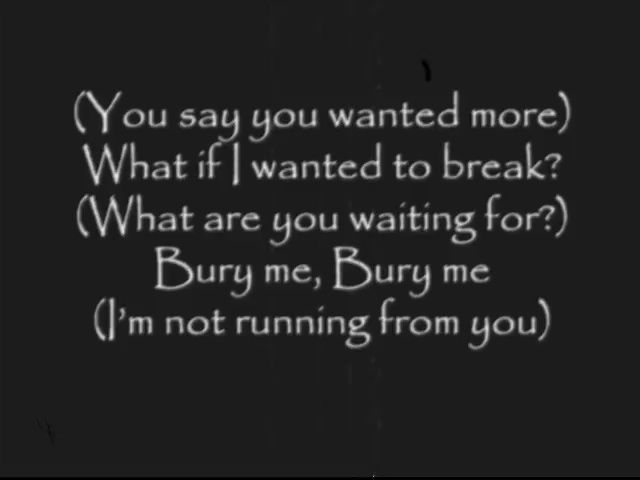 (You say you wanted more)
What if I wanted to break?
(What are you waiting for?)
Bury me, Bury me
(I'm not running from you)